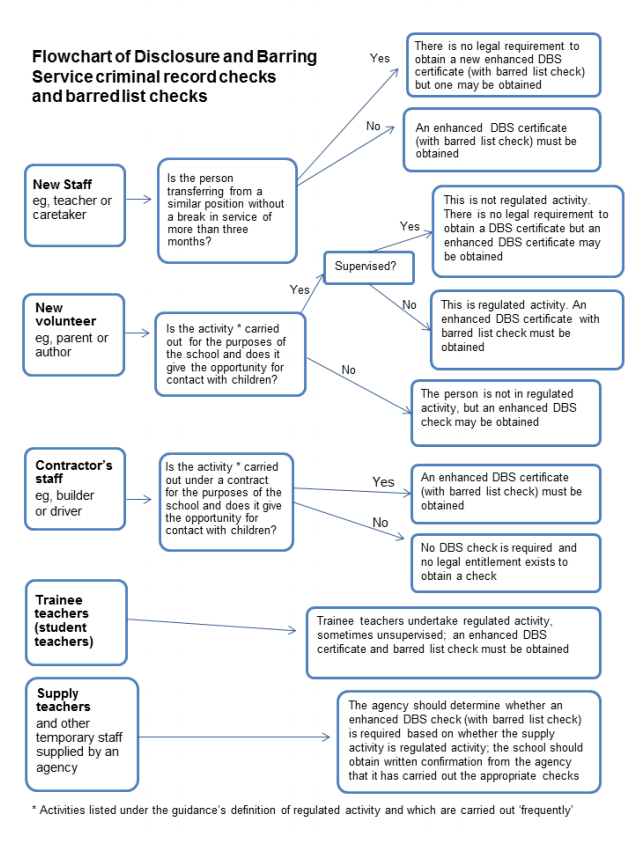 Flowchart of Disclosure and Barring
Service criminal record checks
and barred list checks
There is no legal requirement to
obtain a new enhanced DBS
certificate (with barred list check)
but one may be obtained
Yes
No
An enhanced DBS certificate
(with barred list check) must be
obtained
New Staff
eg, teacher or
caretaker
Is the person
transferring from a
similar position without
a break in service of
more than three
months?
This is not regulated activity.
There is no legal requirement to
obtain a DBS certificate but an
enhanced DBS certificate may
be obtained
Yes
Supervised?
Yes
No
This is regulated activity. An
enhanced DBS certificate with
barred list check must be
obtained
New
volunteer
eg, parent or
author
Is the activity * carried
out for the purposes of
the school and does it
give the opportunity for
contact with children?
No
The person is not in regulated
activity, but an enhanced DBS
check may be obtained
Contractor's
staff
eg, builder
or driver
Is the activity * carried
out under a contract
for the purposes of the
school and does it give
the opportunity for
contact with children?
Yes
An enhanced DBS certificate
(with barred list check) must be
obtained
No
No DBS check is required and
no legal entitlement exists to
obtain a check
Trainee
teachers
(student
teachers)
Trainee teachers undertake regulated activity,
sometimes unsupervised; an enhanced DBS
certificate and barred list check must be obtained
Supply
teachers
and other
temporary staff
supplied by an
agency
The agency should determine whether an
enhanced DBS check (with barred list check)
is required based on whether the supply
activity is regulated activity; the school should
obtain written confirmation from the agency
that it has carried out the appropriate checks
* Activities listed under the guidance's definition of regulated activity and which are carried out 'frequently'